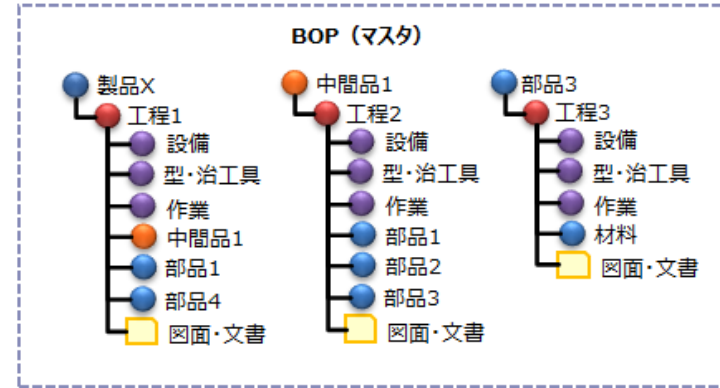 BOP（マスタ）
製品X
工程1
設備
型・治工具
作業
中間品1
部品1
部品4
図面・文書
中間品1
工程2
設備
型・治工具
作業
部品1
部品2
部品3
図面・文書
部品3
工程3
設備
型・治工具
作業
材料
図面・文書